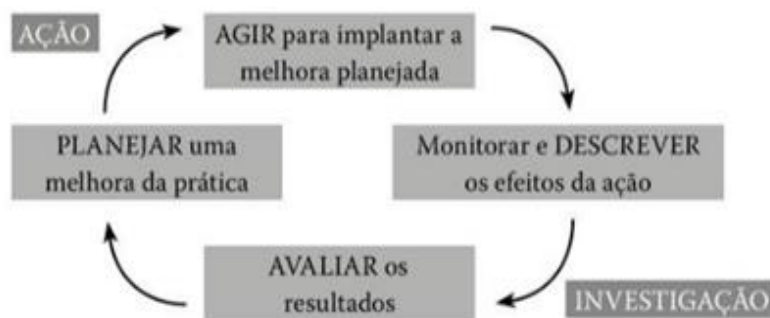 AÇÃO
AGIR para implantar a
melhora planejada
PLANEJAR uma
melhora da prática
Monitorar e DESCREVER
os efeitos da ação
AVALIAR os
resultados
INVESTIGAÇÃO